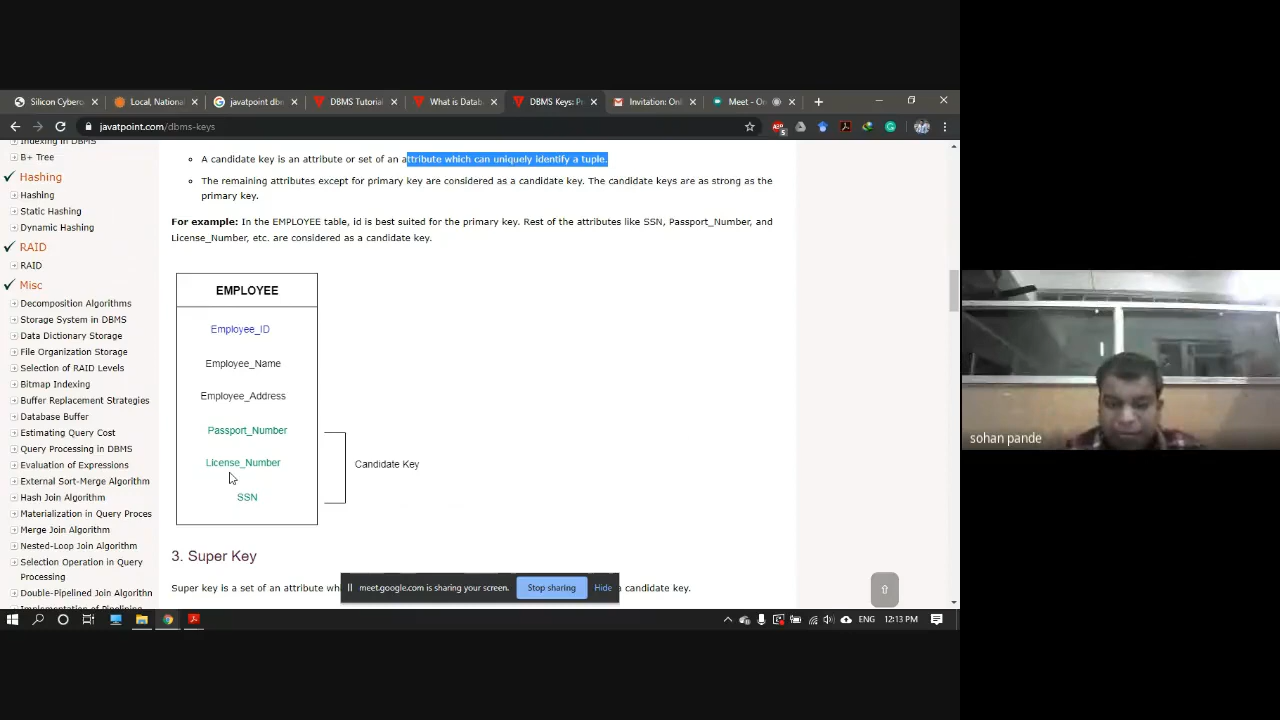 Silicon Cyberc
Local, National
javatpoint dbm
DBMS Tutorial
What is Datab
DBMS Keys: Pr
Invitation: Onl
Meet - On
javatpoint.com/dbms-keys
Indexing in DBMS
B+ Tree
Hashing
Hashing
Static Hashing
Dynamic Hashing
RAID
RAID
Misc
Decomposition Algorithms
Storage System in DBMS
Data Dictionary Storage
File Organization Storage
Selection of RAID Levels
Bitmap Indexing
Buffer Replacement Strategies
Database Buffer
Estimating Query Cost
Query Processing in DBMS
Evaluation of Expressions
External Sort-Merge Algorithm
Hash Join Algorithm
Materialization in Query Proces
Merge Join Algorithm
Nested-Loop Join Algorithm
Selection Operation in Query
Processing
Double-Pipelined Join Algorith
Implementation of Pipelining
A candidate key is an attribute or set of an attribute which can uniquely identify a tuple.
The remaining attributes except for primary key are considered as a candidate key. The candidate keys are as strong as the
primary key.
For example: In the EMPLOYEE table, id is best suited for the primary key. Rest of the attributes like SSN, Passport_Number, and
License_Number, etc. are considered as a candidate key.
EMPLOYEE
Employee_ID
Employee_Name
Employee_Address
Passport_Number
License_Number
SSN
Candidate Key
3. Super Key
Super key is a set of an attribute wh
a candidate key.
meet.google.com is sharing your screen.
Stop sharing
Hide
ENG
12:13 PM
sohan pande